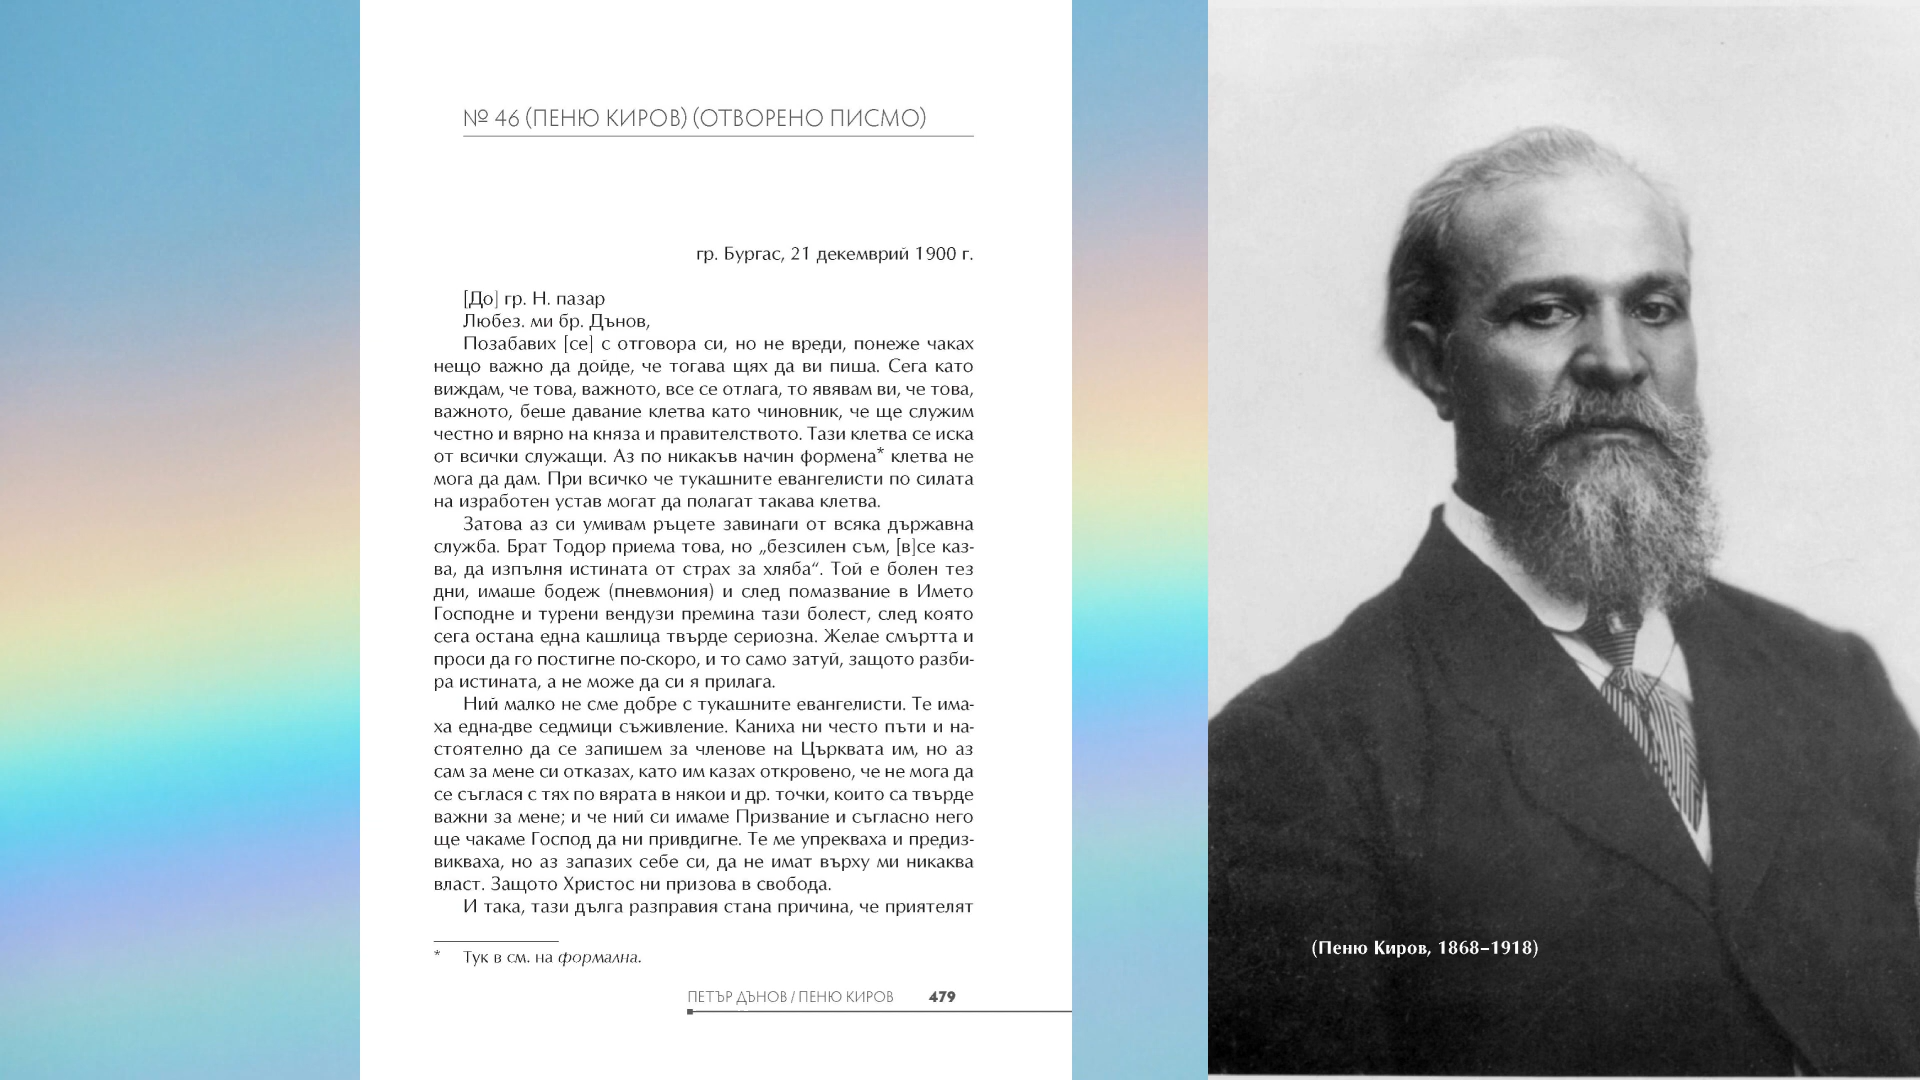 № 46 (ПЕНЮ КИРОВ) (ОТВОРЕНО ПИСМО)
гр. Бургас, 21 декемврий 1900 г.
[До] гр. Н. пазар
Любез. ми бр. Дънов,
Позабавих [се] с отговора си, но не вреди, понеже чаках
нещо важно да дойде, че тогава щях да ви пиша. Сега като
виждам, че това, важното, все се отлага, то явявам ви, че това,
важното, беше давание клетва като чиновник, че ще служим
честно и вярно на княза и правителството. Тази клетва се иска
от всички служащи. Аз по никакъв начин формена* клетва не
мога да дам. При всичко че тукашните евангелисти по силата
на изработен устав могат да полагат такава клетва.
Затова аз си умивам ръцете завинаги от всяка държавна
служба. Брат Тодор приема това, но „безсилен съм, [в]се каз-
ва, да изпълня истината от страх за хляба“. Той е болен тез
дни, имаше бодеж (пневмония) и след помазвание в Името
Господне и турени вендузи премина тази болест, след която
сега остана една кашлица твърде сериозна. Желае смъртта и
проси да го постигне по-скоро, и то само затуй, защото разби-
ра истината, а не може да си я прилага.
Ний малко не сме добре с тукашните евангелисти. Те има-
ха една-две седмици съживление. Каниха ни често пъти и на-
стоятелно да се запишем за членове на Църквата им, но аз
сам за мене си отказах, като им казах откровено, че не мога да
се съглася с тях по вярата в някои и др. точки, които са твърде
важни за мене; и че ний си имаме Призвание и съгласно него
ще чакаме Господ да ни привдигне. Те ме упрекваха и предиз-
викваха, но аз запазих себе си, да не имат върху ми никаква
власт. Защото Христос ни призова в свобода.
И така, тази дълга разправия стана причина, че приятелят
* Тук в см. на формална.
ПЕТЪР ДЪНОВ / ПЕНЮ КИРОВ 479
(Пеню Киров, 1868–1918)